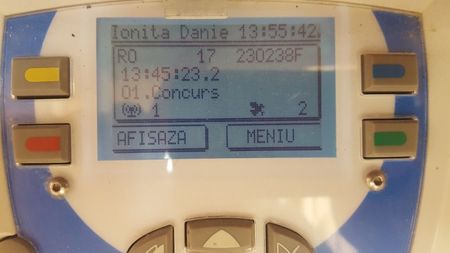 Ionita Danie 13:55:42
RO 17 230238F
13:45:23.2
01.Concurs
1 2
AFISAZA MENIU